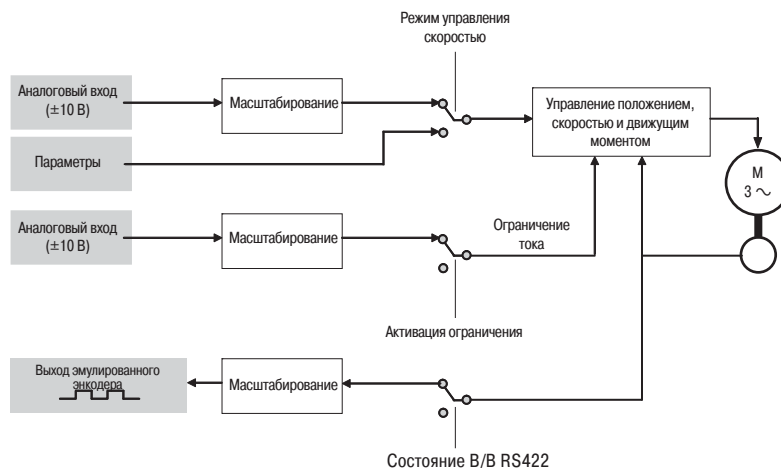 Режим управления
скоростью
Аналоговый вход
(±10 В)
Масштабирование
Управление положением,
скоростью и движущим
моментом
Параметры
М
3 ~
Аналоговый вход
(±10 В)
Масштабирование
Ограничение
тока
Активация ограничения
Выход эмулированного
энкодера
Масштабирование
Состояние В/В RS422